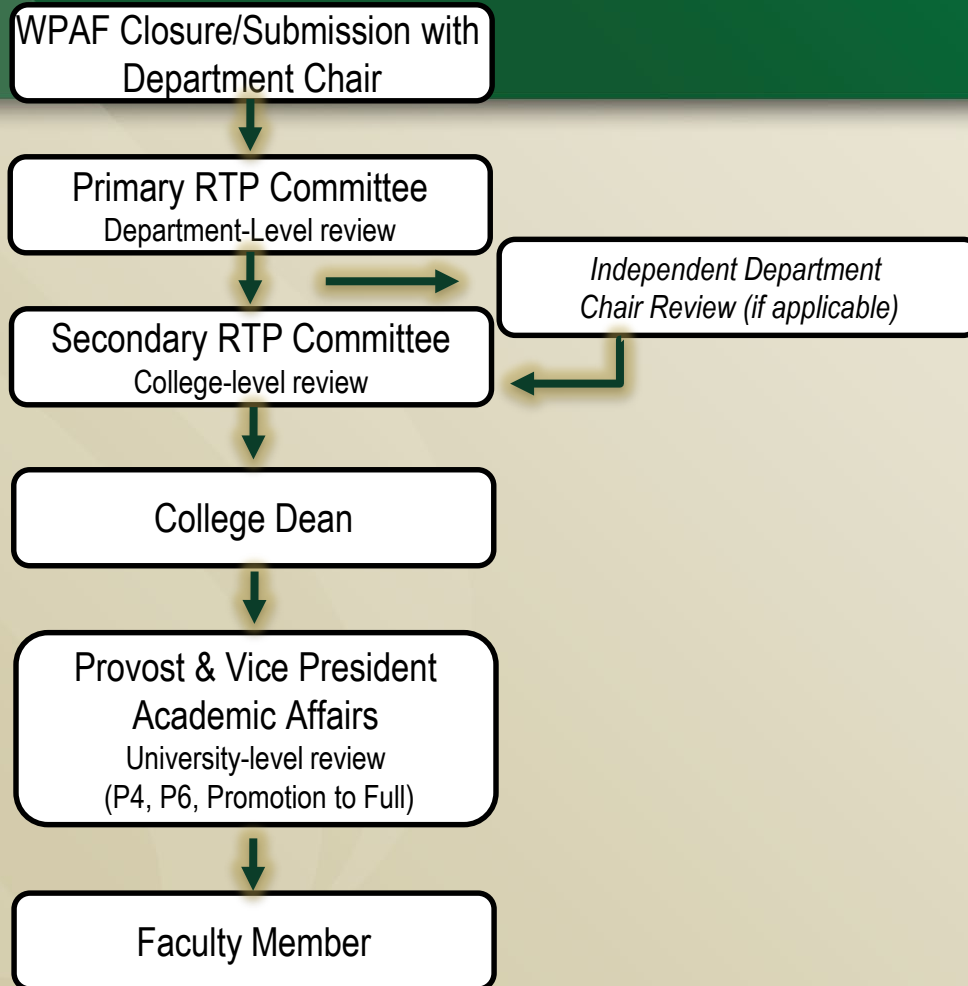 WPAF Closure/Submission with
Department Chair
Primary RTP Committee
Department-Level review
Independent Department
Chair Review (if applicable)
Secondary RTP Committee
College-level review
College Dean
Provost & Vice President
Academic Affairs
University-level review
(P4, P6, Promotion to Full)
Faculty Member